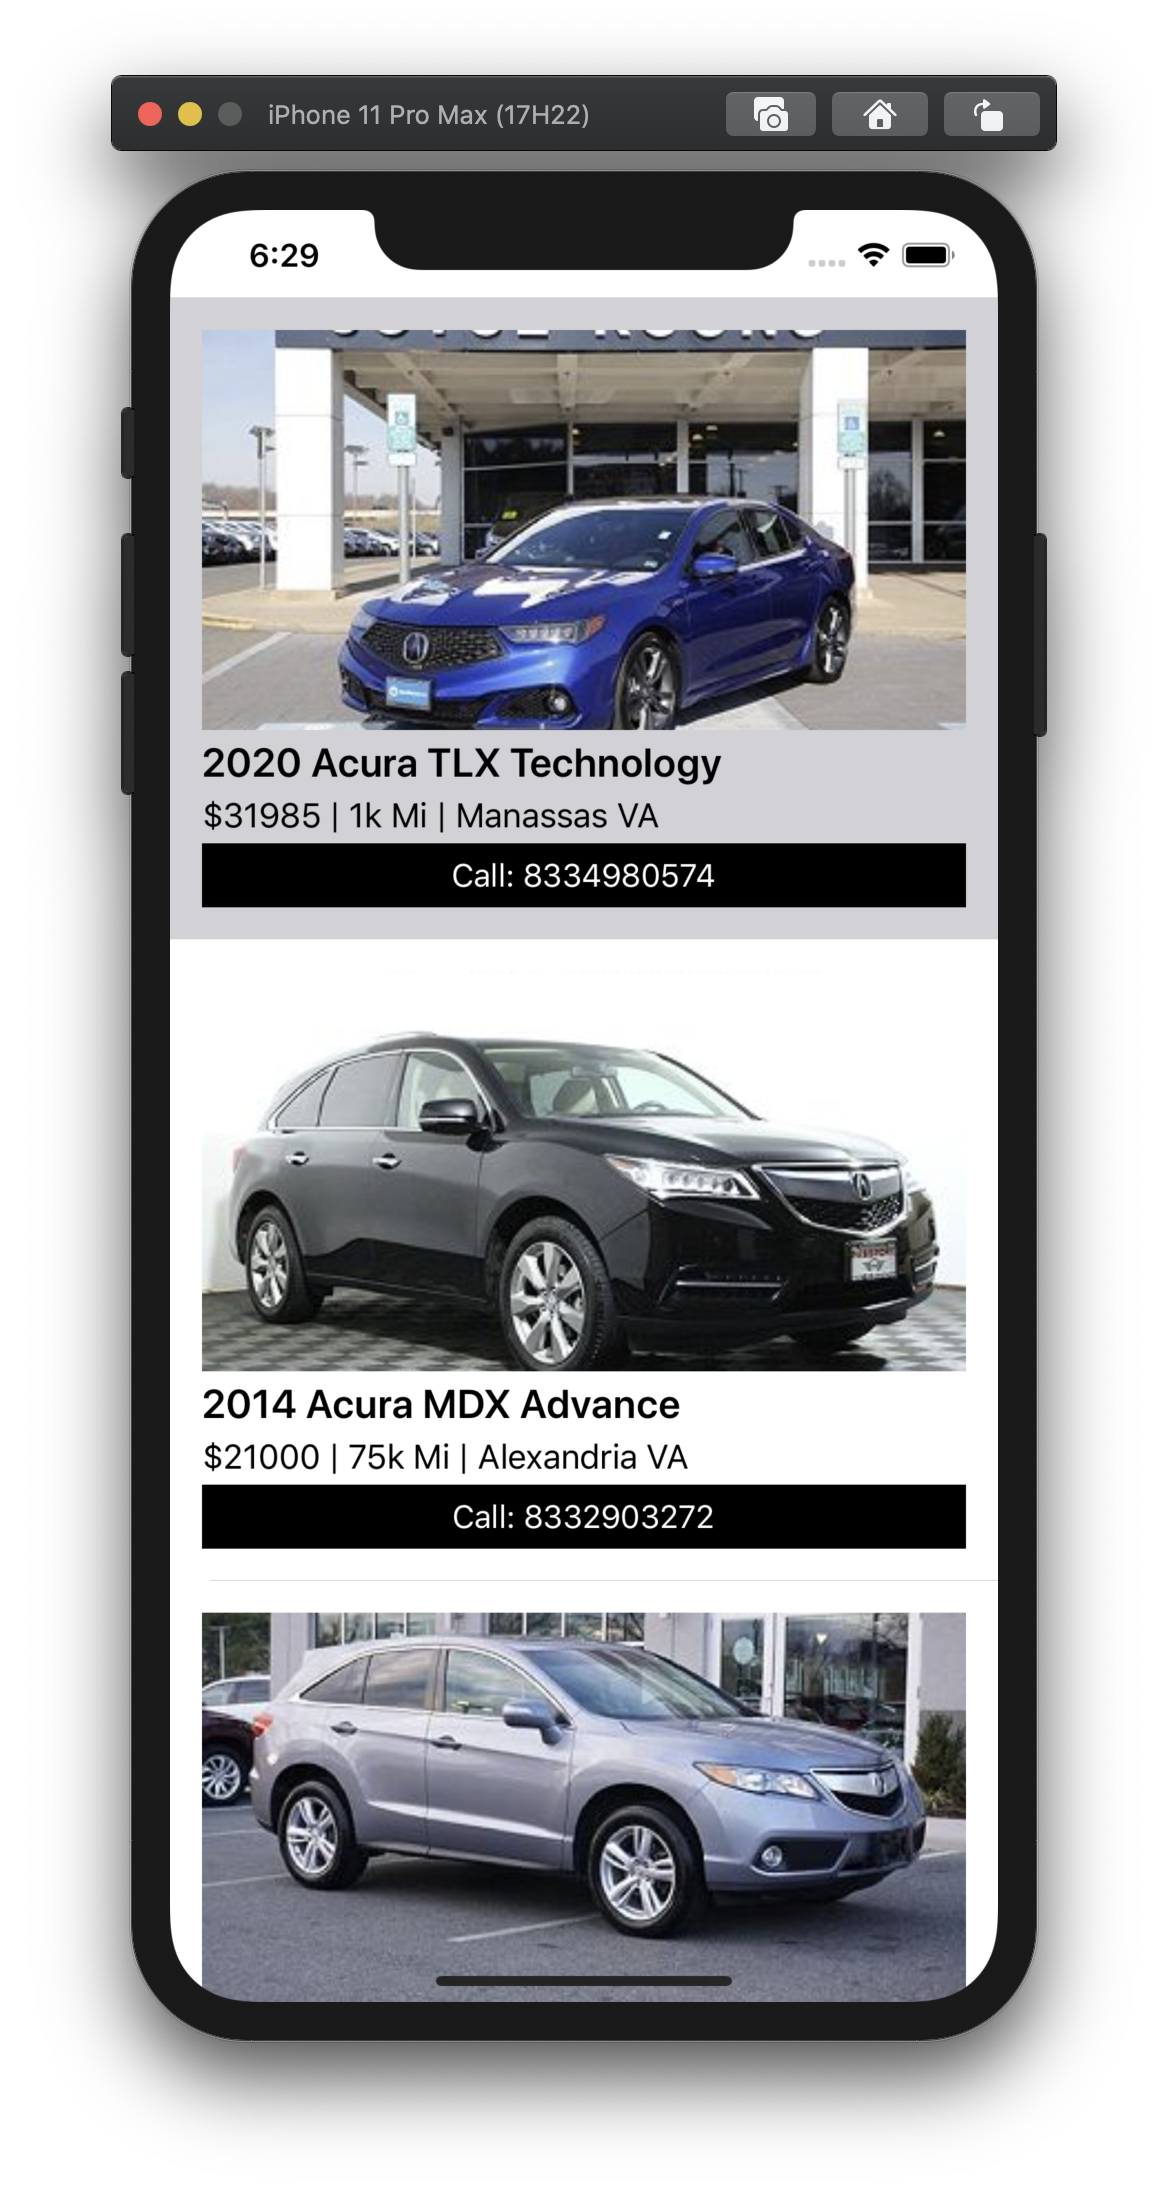 iPhone 11 Pro Max (17H22)
6:29
2020 Acura TLX Technology
$31985 | 1k Mi | Manassas VA
Call: 8334980574
2014 Acura MDX Advance
$21000 | 75k Mi | Alexandria VA
Call: 8332903272